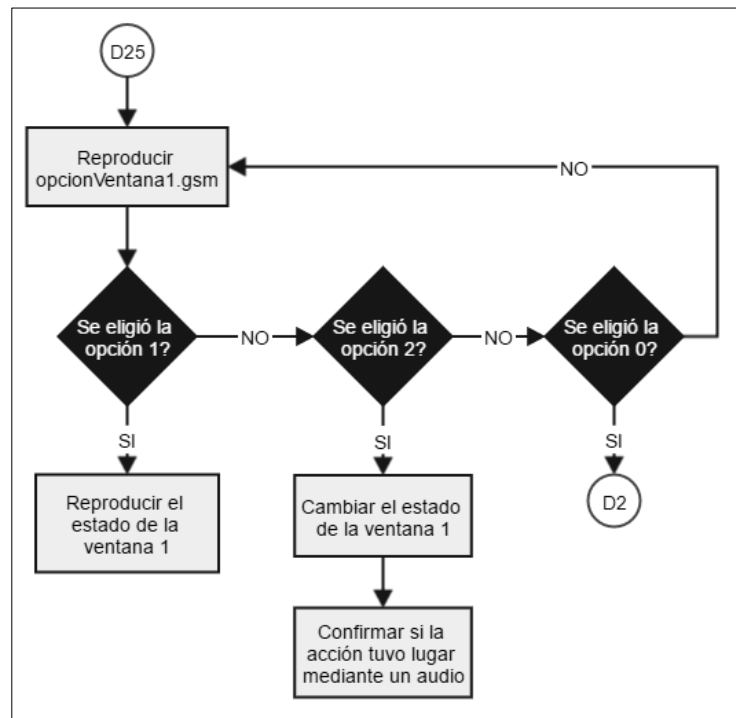 D25
Reproducir
opcionVentana1.gsm
NO
Se eligió la
opción 1?
NO
Se eligió la
opción 2?
NO
Se eligió la
opción 0?
SI
SI
SI
Reproducir el
estado de la
ventana 1
Cambiar el estado
de la ventana 1
D2
Confirmar si la
acción tuvo lugar
mediante un audio